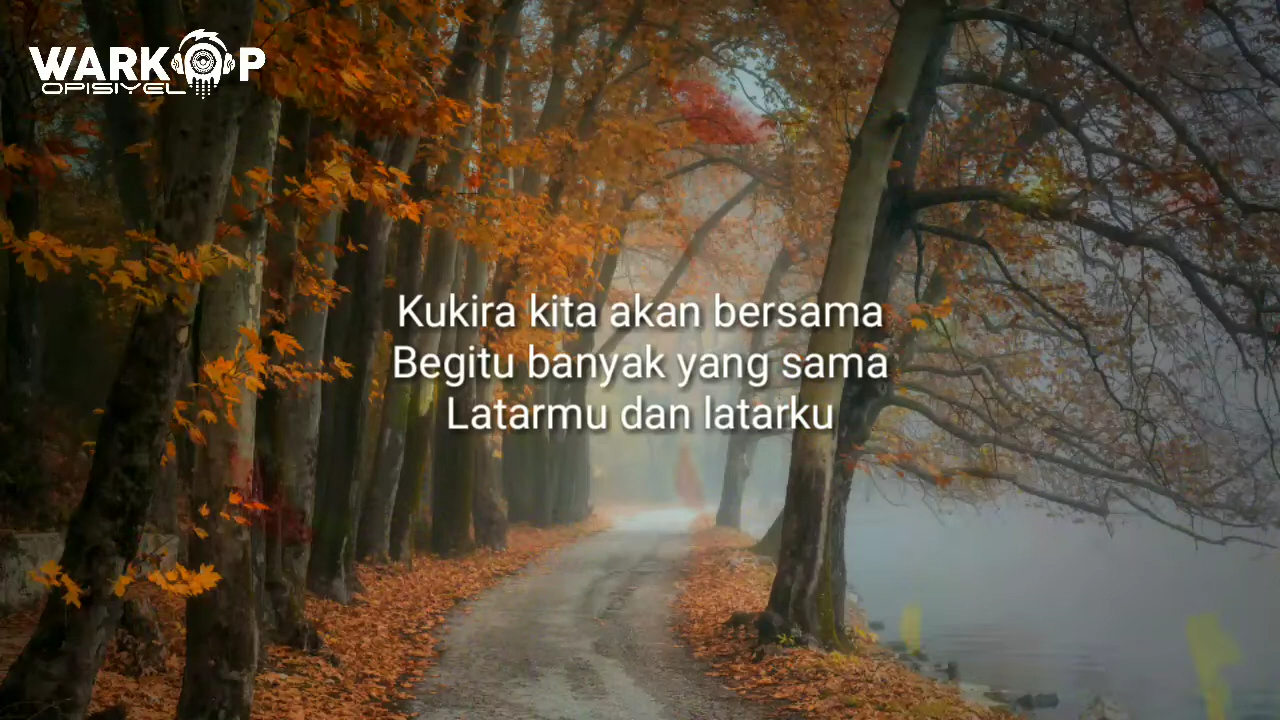 WARKOP
OPISIYEL
Kukira kita akan bersama
Begitu banyak yang sama
Latarmu dan latarku